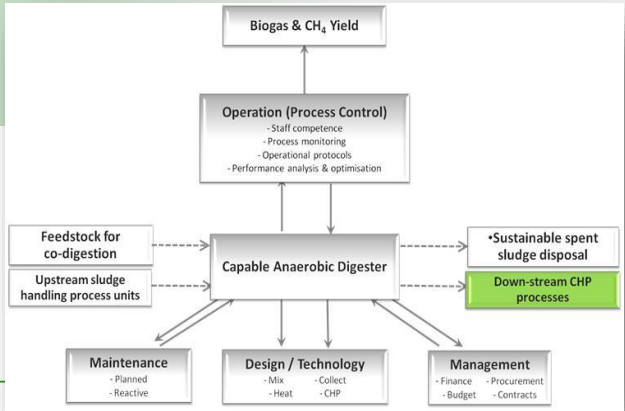 Biogas & CH₄ Yield
Operation (Process Control)
- Staff competence
- Process monitoring
- Operational protocols
- Performance analysis & optimisation
Feedstock for
co-digestion
Upstream sludge
handling process units
Capable Anaerobic Digester
•Sustainable spent
sludge disposal
Down-stream CHP
processes
Maintenance
- Planned
- Reactive
Design / Technology
- Mix - Collect
- Heat - CHP
Management
- Finance - Procurement
- Budget - Contracts